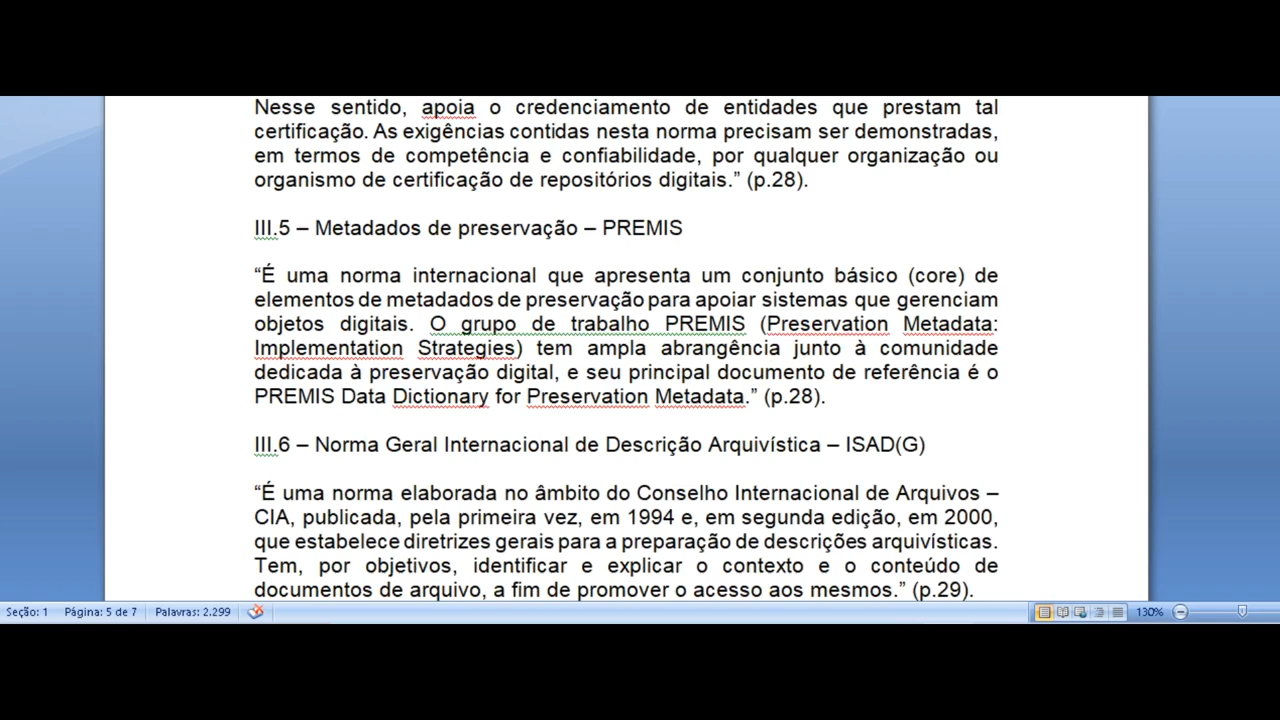 Nesse sentido, apoia o credenciamento de entidades que prestam tal
certificação. As exigências contidas nesta norma precisam ser demonstradas,
em termos de competência e confiabilidade, por qualquer organização ou
organismo de certificação de repositórios digitais.” (p.28).
III.5 – Metadados de preservação – PREMIS
“É uma norma internacional que apresenta um conjunto básico (core) de
elementos de metadados de preservação para apoiar sistemas que gerenciam
objetos digitais. O grupo de trabalho PREMIS (Preservation Metadata:
Implementation Strategies) tem ampla abrangência junto à comunidade
dedicada à preservação digital, e seu principal documento de referência é o
PREMIS Data Dictionary for Preservation Metadata.” (p.28).
III.6 – Norma Geral Internacional de Descrição Arquivística – ISAD(G)
“É uma norma elaborada no âmbito do Conselho Internacional de Arquivos –
CIA, publicada, pela primeira vez, em 1994 e, em segunda edição, em 2000,
que estabelece diretrizes gerais para a preparação de descrições arquivísticas.
Tem, por objetivos, identificar e explicar o contexto e o conteúdo de
documentos de arquivo, a fim de promover o acesso aos mesmos.” (p.29).
Seção: 1 Página: 5 de 7 Palavras: 2.299 130%